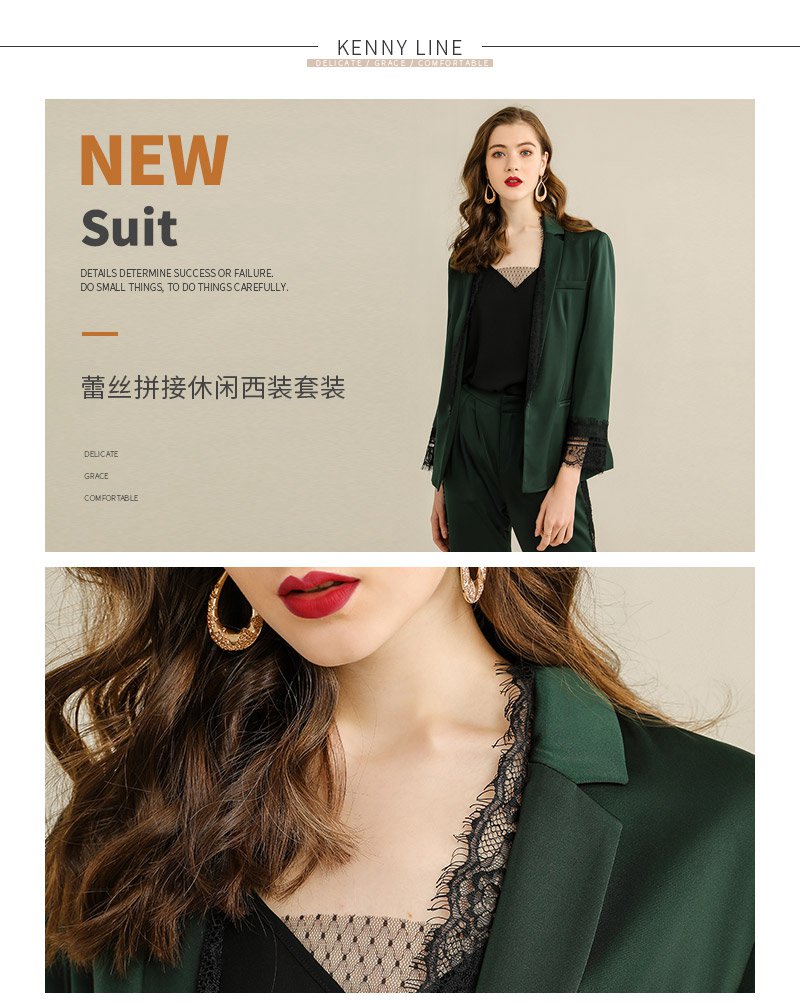 KENNY LINE
DELICATE / GRACE / COMFORTABLE
NEW
Suit
DETAILS DETERMINE SUCCESS OR FAILURE.
DO SMALL THINGS, TO DO THINGS CAREFULLY.
蕾丝拼接休闲西装套装
DELICATE
GRACE
COMFORTABLE